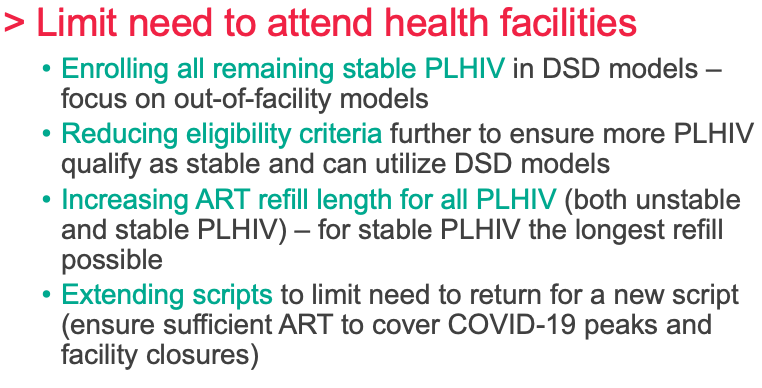 > Limit need to attend health facilities
• Enrolling all remaining stable PLHIV in DSD models –
focus on out-of-facility models
• Reducing eligibility criteria further to ensure more PLHIV
qualify as stable and can utilize DSD models
• Increasing ART refill length for all PLHIV (both unstable
and stable PLHIV) – for stable PLHIV the longest refill
possible
• Extending scripts to limit need to return for a new script
(ensure sufficient ART to cover COVID-19 peaks and
facility closures)